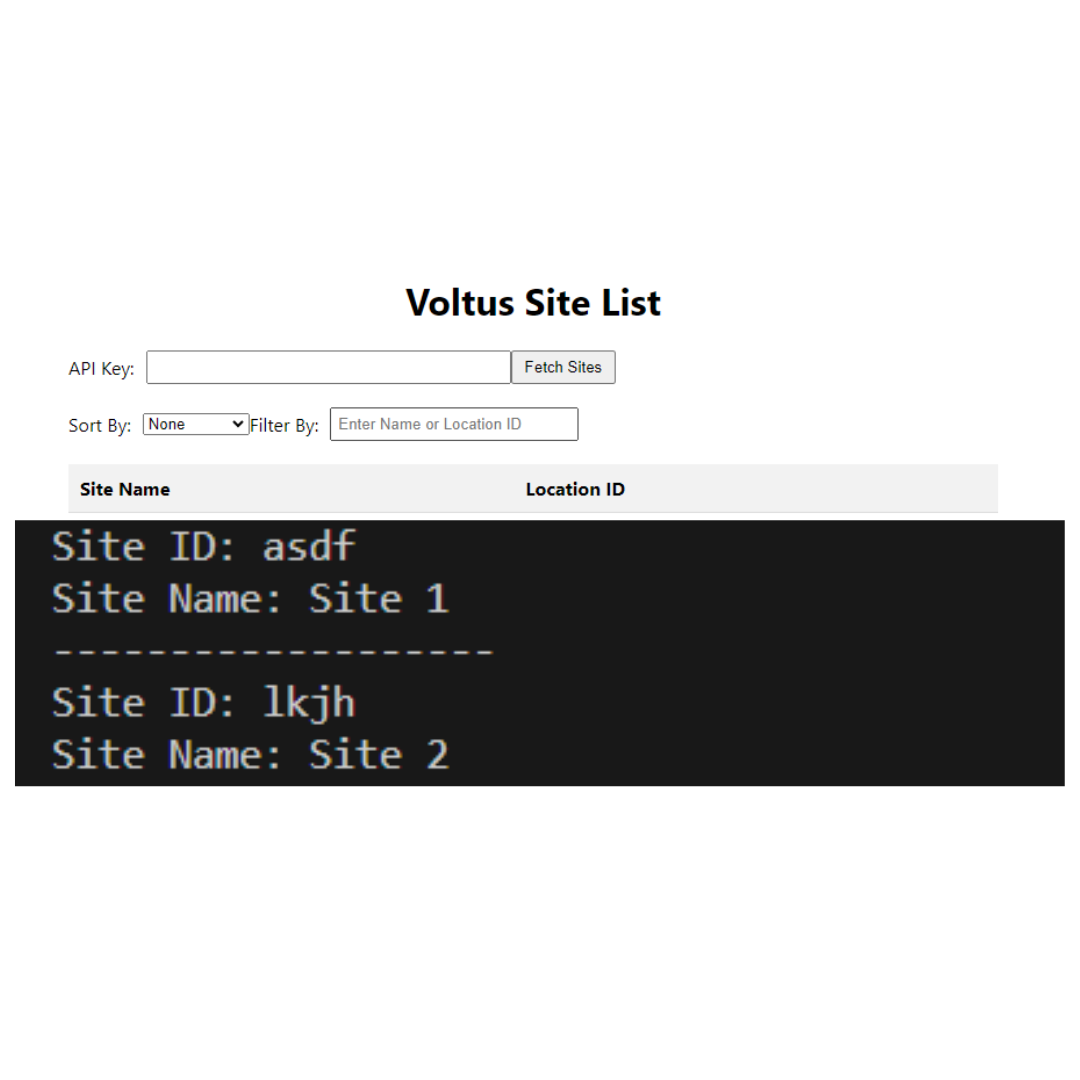 Voltus Site List
API Key: Fetch Sites
Sort By: None Filter By: Enter Name or Location ID
Site Name Location ID
Site ID: asdf
Site Name: Site 1
-------------------
Site ID: lkjh
Site Name: Site 2